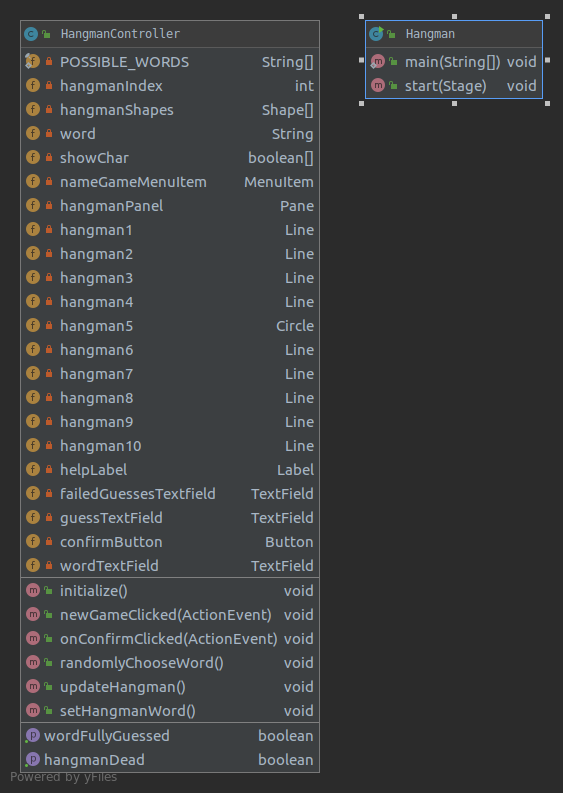 HangmanController
POSSIBLE_WORDS String[]
hangmanIndex int
hangmanShapes Shape[]
word String
showChar boolean[]
nameGameMenuItem MenuItem
hangmanPanel Pane
hangman1 Line
hangman2 Line
hangman3 Line
hangman4 Line
hangman5 Circle
hangman6 Line
hangman7 Line
hangman8 Line
hangman9 Line
hangman10 Line
helpLabel Label
failedGuessesTextfield TextField
guessTextField TextField
confirmButton Button
wordTextField TextField
initialize() void
newGameClicked(ActionEvent) void
onConfirmClicked(ActionEvent) void
randomlyChooseWord() void
updateHangman() void
setHangmanWord() void
wordFullyGuessed boolean
hangmanDead boolean
Powered by yFiles
Hangman
main(String[]) void
start(Stage) void